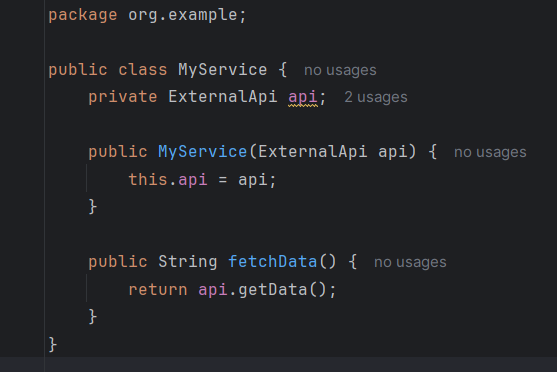 package org.example;
public class MyService {  no usages
    private ExternalApi api;  2 usages
    public MyService(ExternalApi api) {  no usages
        this.api = api;
    }
    public String fetchData() {  no usages
        return api.getData();
    }
}